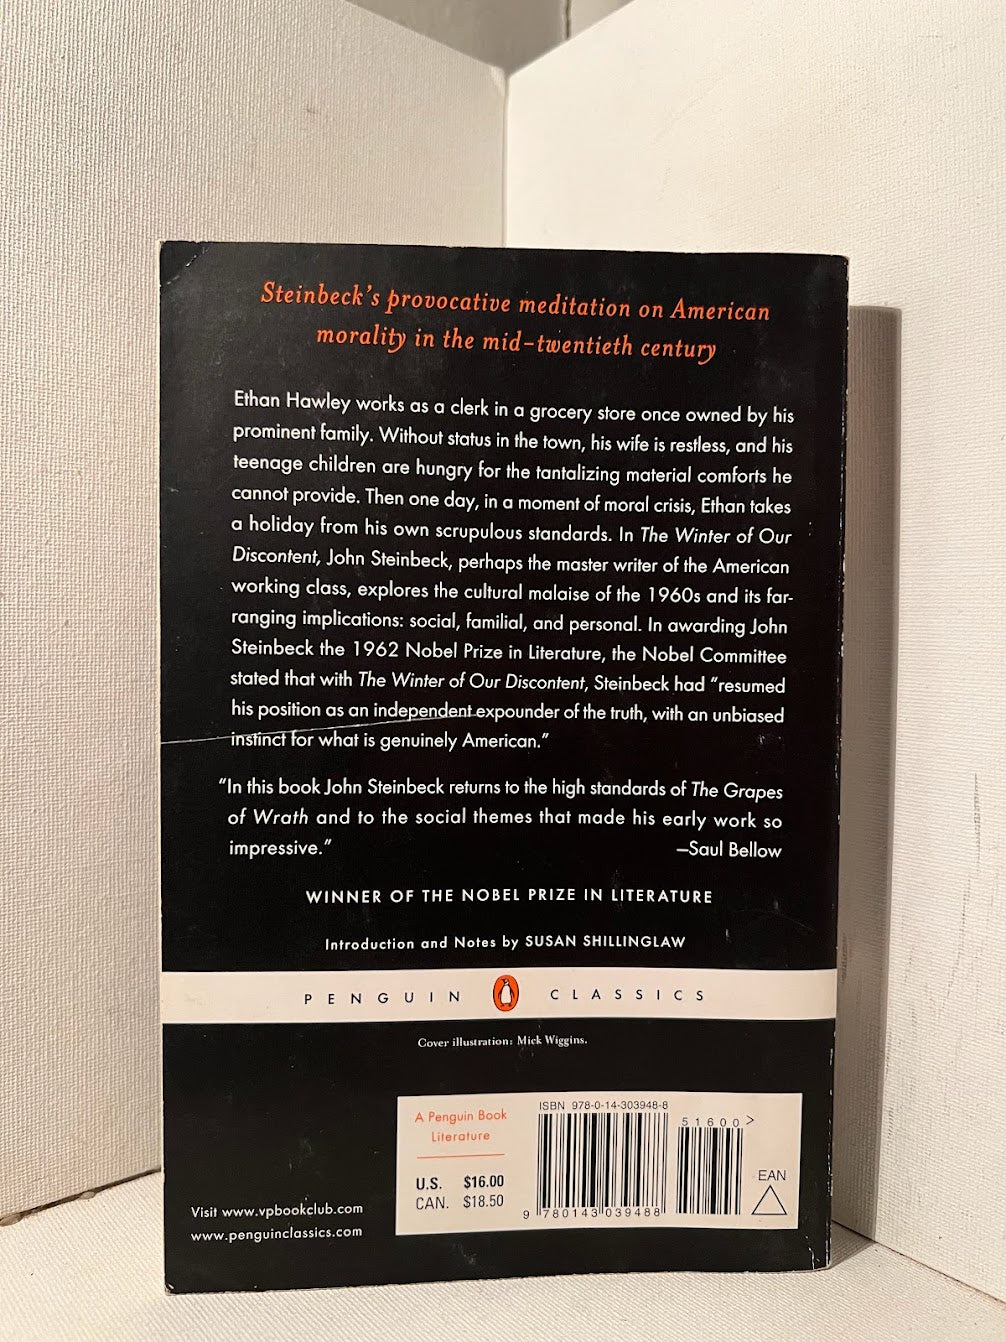 Steinbeck's provocative meditation on American
morality in the mid-twentieth century
Ethan Hawley works as a clerk in a grocery store once owned by his
prominent family. Without status in the town, his wife is restless, and his
teenage children are hungry for the tantalizing material comforts he
cannot provide. Then one day, in a moment of moral crisis, Ethan takes
a holiday from his own scrupulous standards. In The Winter of Our
Discontent, John Steinbeck, perhaps the master writer of the American
working class, explores the cultural malaise of the 1960s and its far-
ranging implications: social, familial, and personal. In awarding John
Steinbeck the 1962 Nobel Prize in Literature, the Nobel Committee
stated that with The Winter of Our Discontent, Steinbeck had “resumed
his position as an independent expounder of the truth, with an unbiased
instinct for what is genuinely American.”
“In this book John Steinbeck returns to the high standards of The Grapes
of Wrath and to the social themes that made his early work so
impressive.” —Saul Bellow
WINNER OF THE NOBEL PRIZE IN LITERATURE
Introduction and Notes by SUSAN SHILLINGLAW
PENGUIN CLASSICS
Cover illustration: Mick Wiggins.
A Penguin Book
Literature
U.S. $16.00
CAN. $18.50
ISBN 978-0-14-303948-8
51600>
EAN
9 780143 039488
Visit www.vpbookclub.com
www.penguinclassics.com